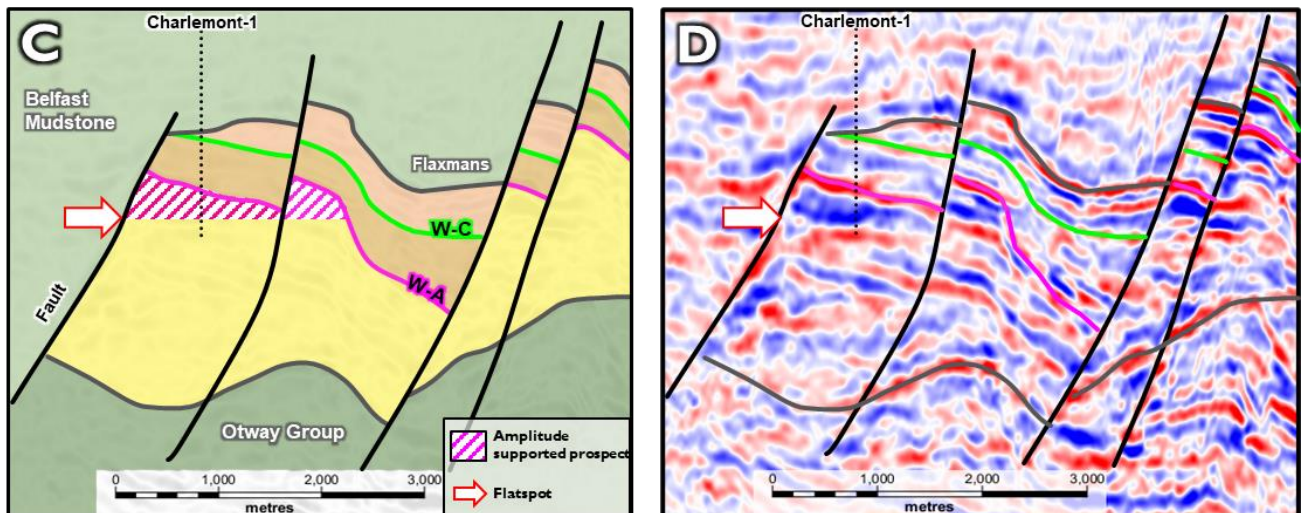 C
Charlemont-1
Belfast
Mudstone
Flaxmans
W-C
W-A
Fault
Otway Group
Amplitude
supported prospect
Flatspot
0 1,000 2,000 3,000
metres
D
Charlemont-1
0 1,000 2,000 3,000
metres